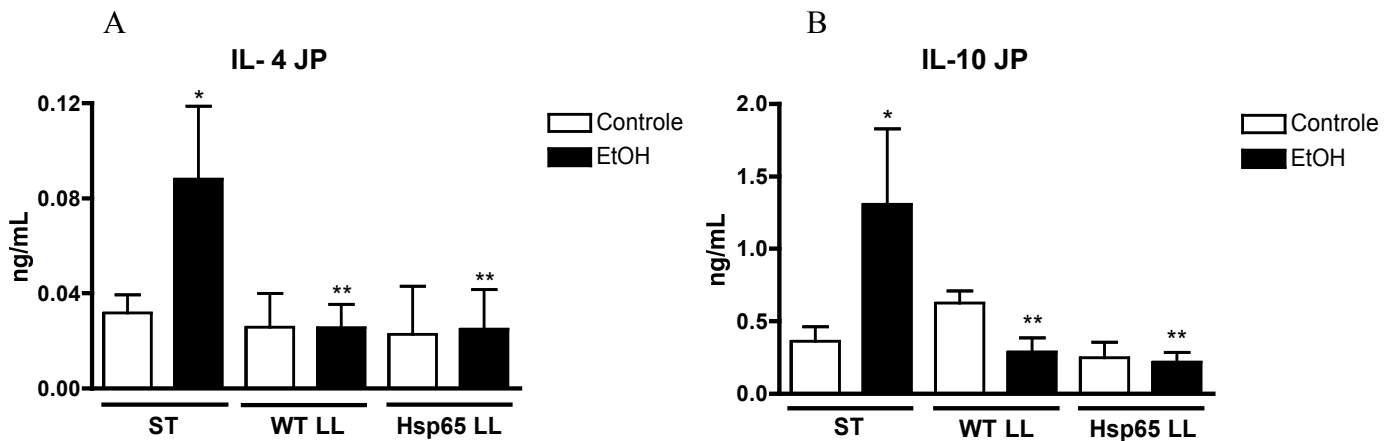 A
IL- 4 JP
ng/mL
0.12
0.08
0.04
0.00
*
**
**
Controle
EtOH
ST
WT LL
Hsp65 LL
B
IL-10 JP
ng/mL
2.0
1.5
1.0
0.5
0.0
*
**
**
Controle
EtOH
ST
WT LL
Hsp65 LL